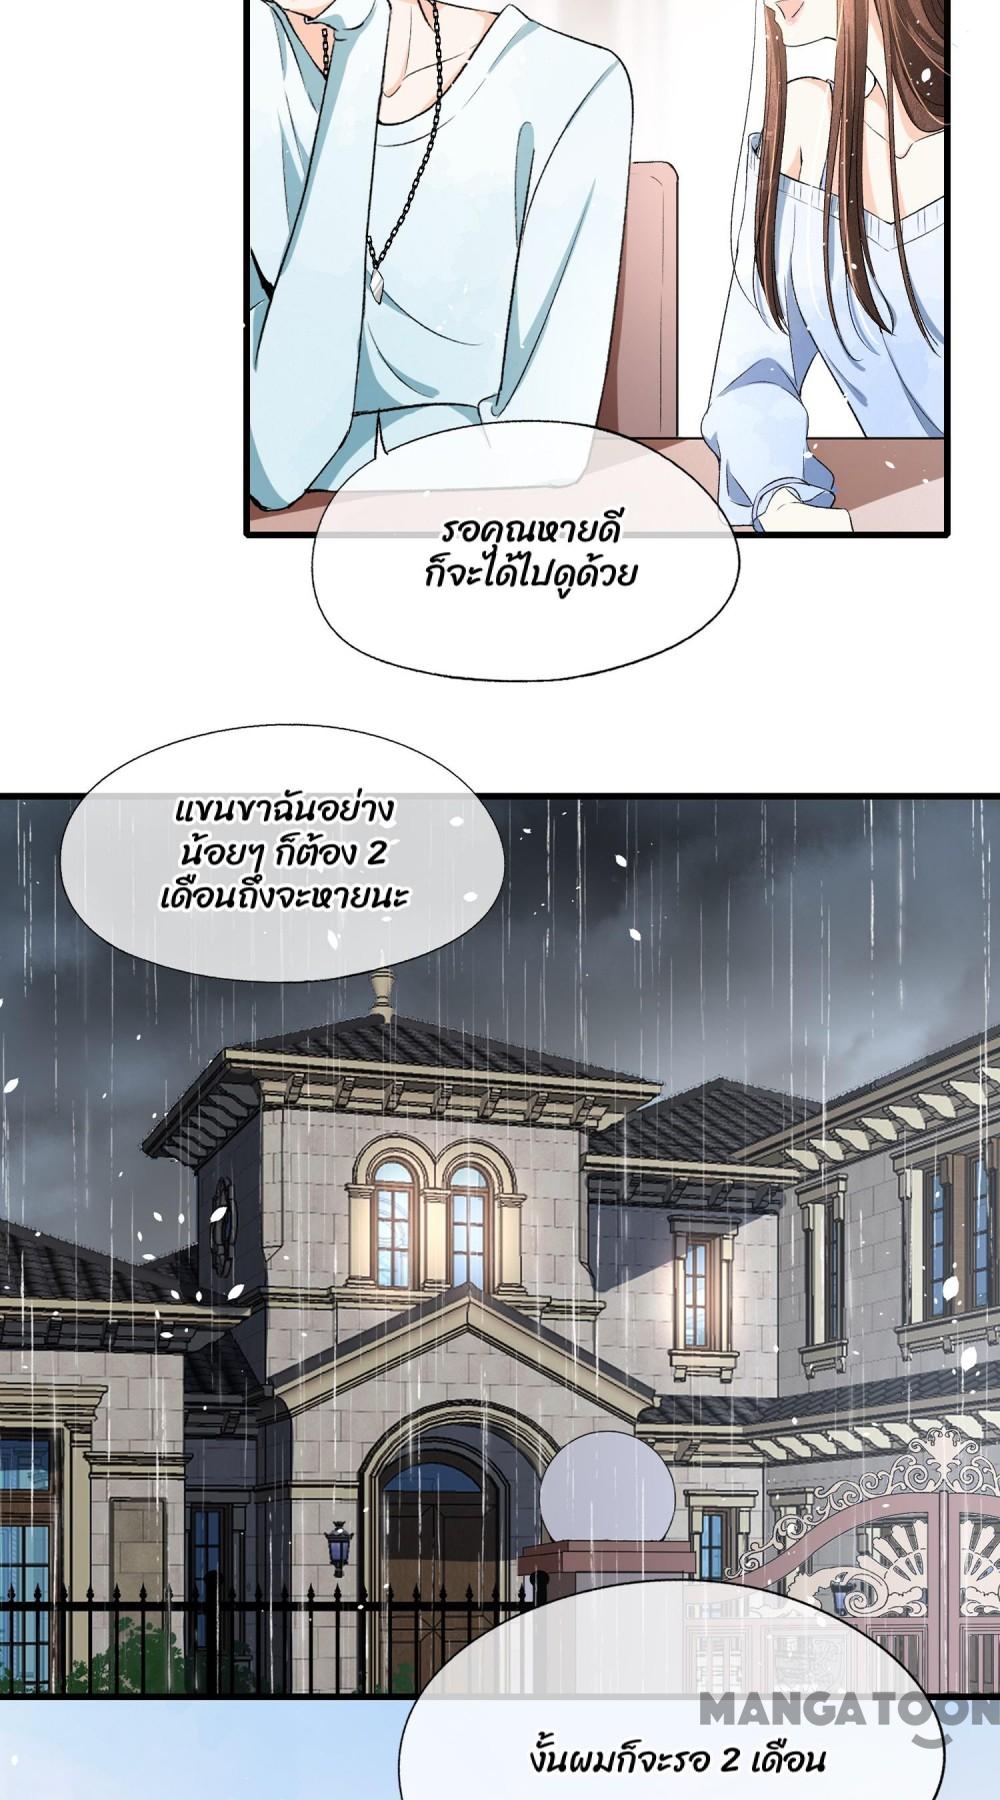 รอคุณหายดี
ก็จะได้ไปดูด้วย
แขนขาฉันอย่าง
น้อยๆ ก็ต้อง 2
เดือนถึงจะหายนะ
MANGATOON
งั้นผมก็จะรอ 2 เดือน